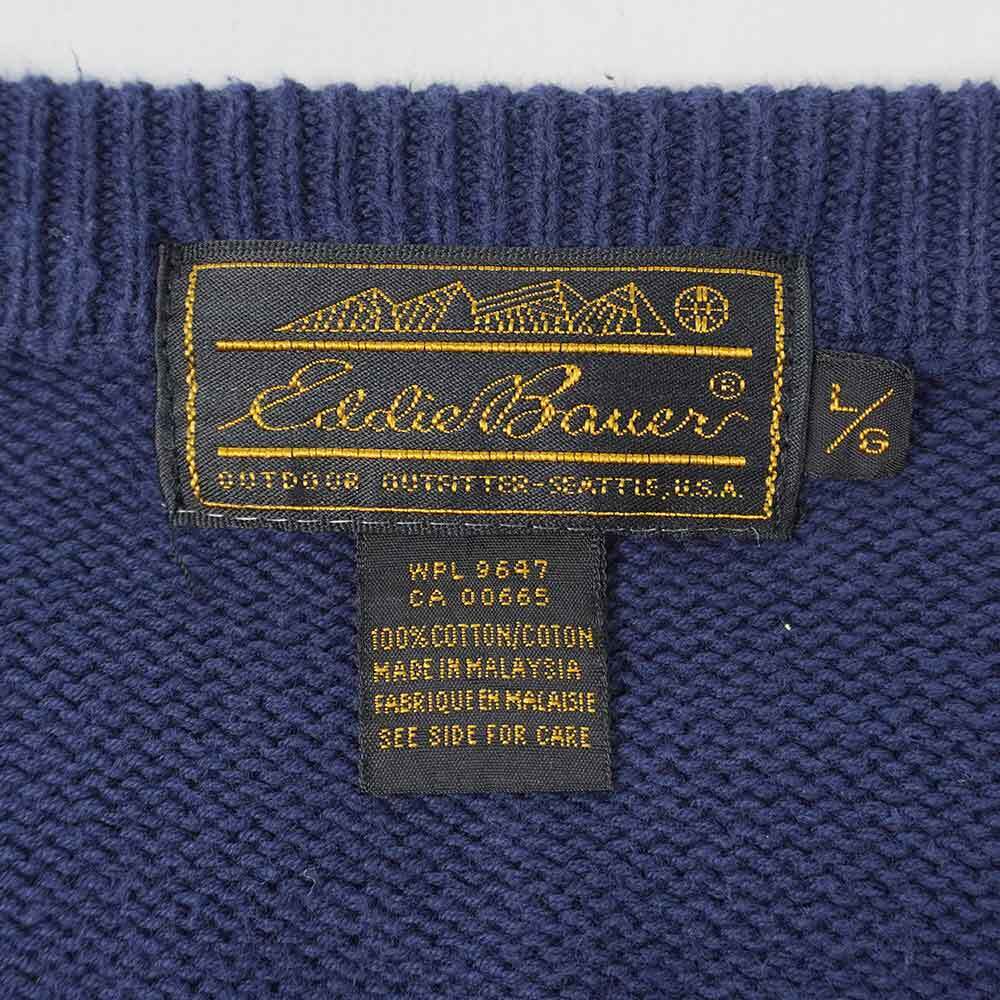 Eddie Bauer®
OUTDOOR OUTFITTER-SEATTLE, U.S.A.
L/G
WPL 9647
CA 00665
100% COTTON/COTON
MADE IN MALAYSIA
FABRIQUE EN MALAISIE
SEE SIDE FOR CARE